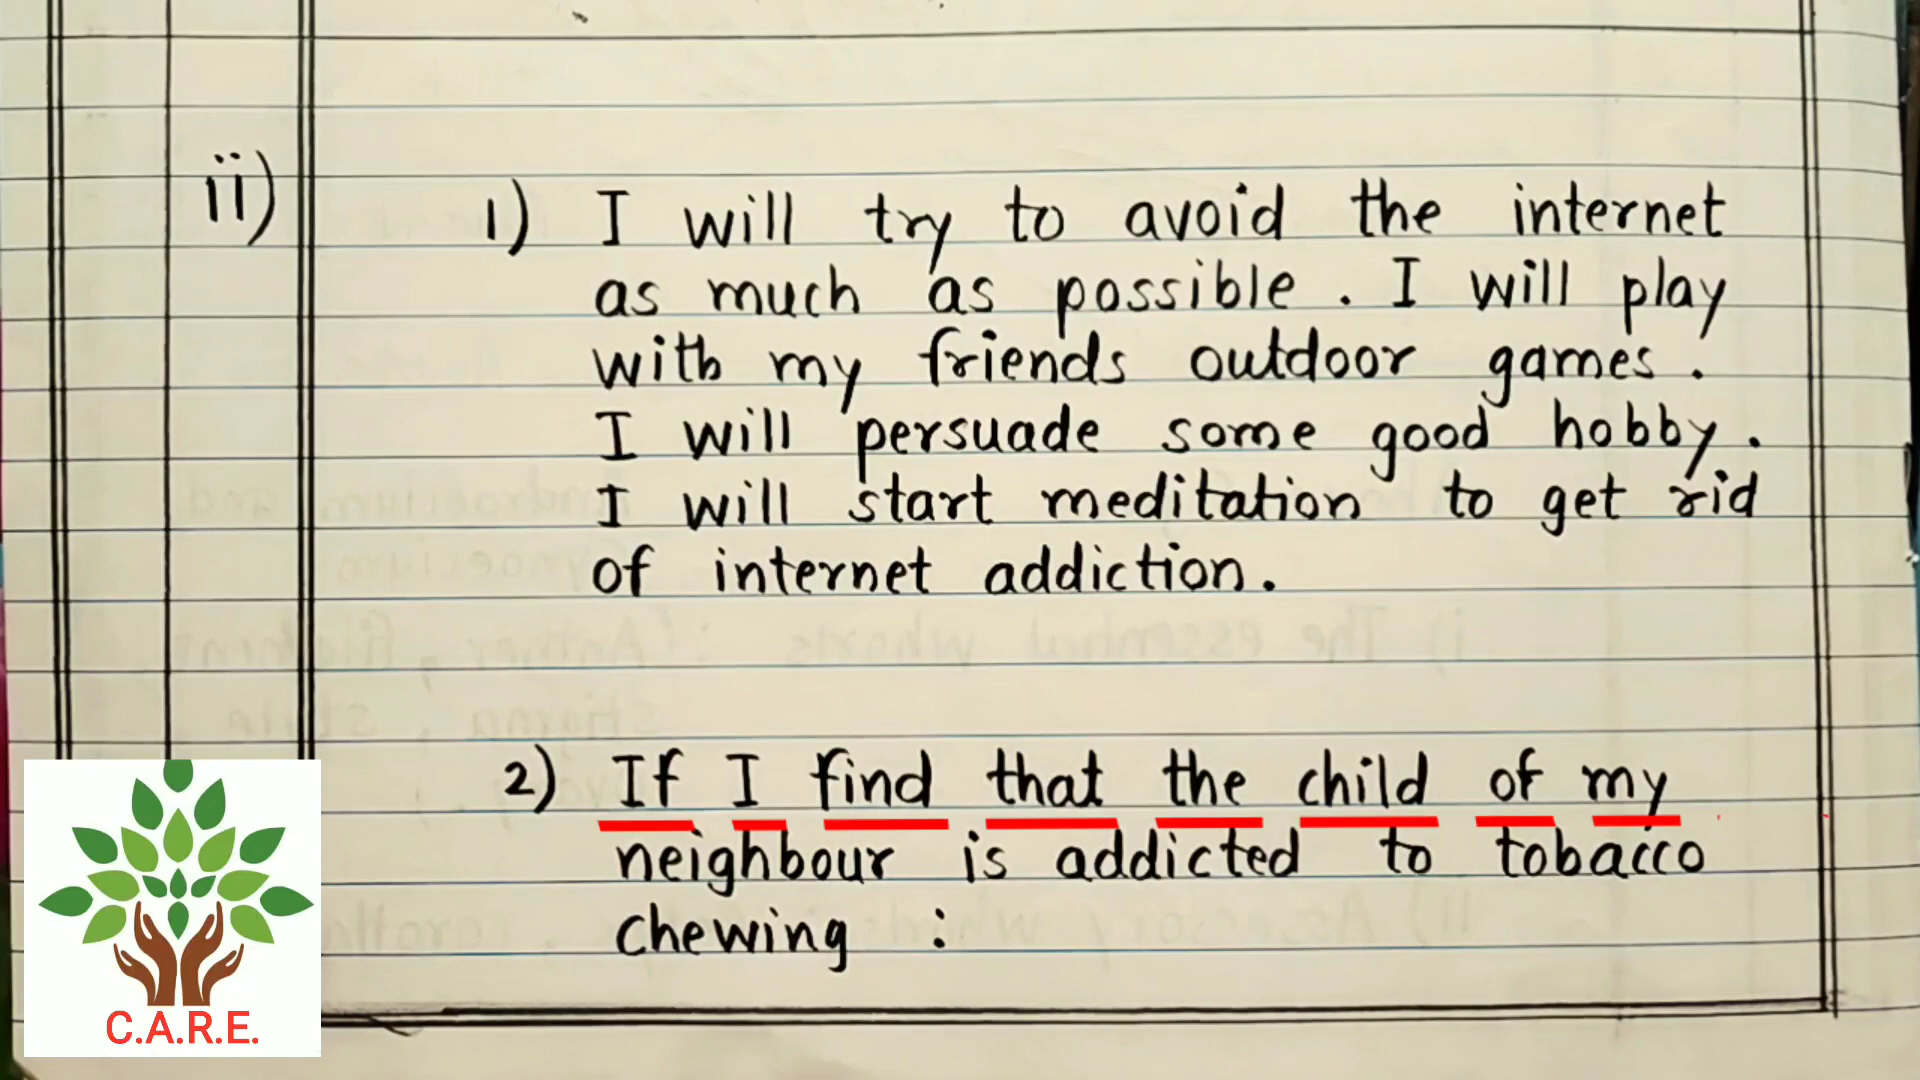 ii)
1) I will try to avoid the internet
as much as possible. I will play
with my friends outdoor games.
I will persuade some good hobby.
I will start meditation to get rid
of internet addiction.
2) If I find that the child of my
neighbour is addicted to tobacco
chewing :
C.A.R.E.